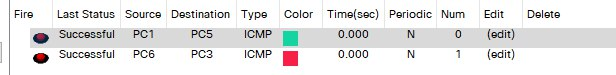 Fire Last Status Source Destination Type Color Time(sec) Periodic Num Edit Delete
Successful PC1 PC5 ICMP 0.000 N 0 (edit)
Successful PC6 PC3 ICMP 0.000 N 1 (edit)